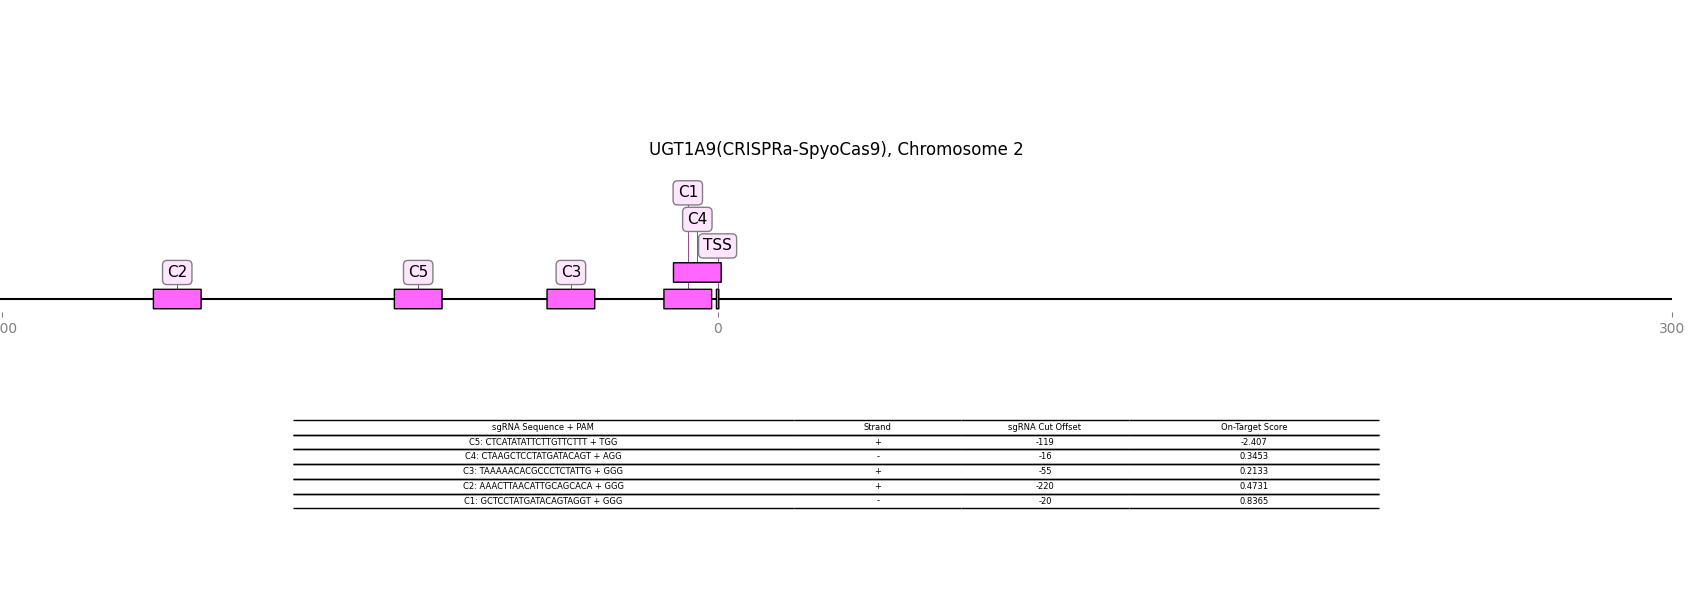 UGT1A9(CRISPRa-SpyoCas9), Chromosome 2
C1
C4
TSS
C2 C5 C3
00 0 300
sgRNA Sequence + PAM Strand sgRNA Cut Offset On-Target Score
C5: CTCATATATTCTTGTTCTTT + TGG + -119 -2.407
C4: CTAAGCTCCTATGATACAGT + AGG - -16 0.3453
C3: TAAAAACACGCCCTCTATTG + GGG + -55 0.2133
C2: AAACTTAACATTGCAGCACA + GGG + -220 0.4731
C1: GCTCCTATGATACAGTAGGT + GGG - -20 0.8365